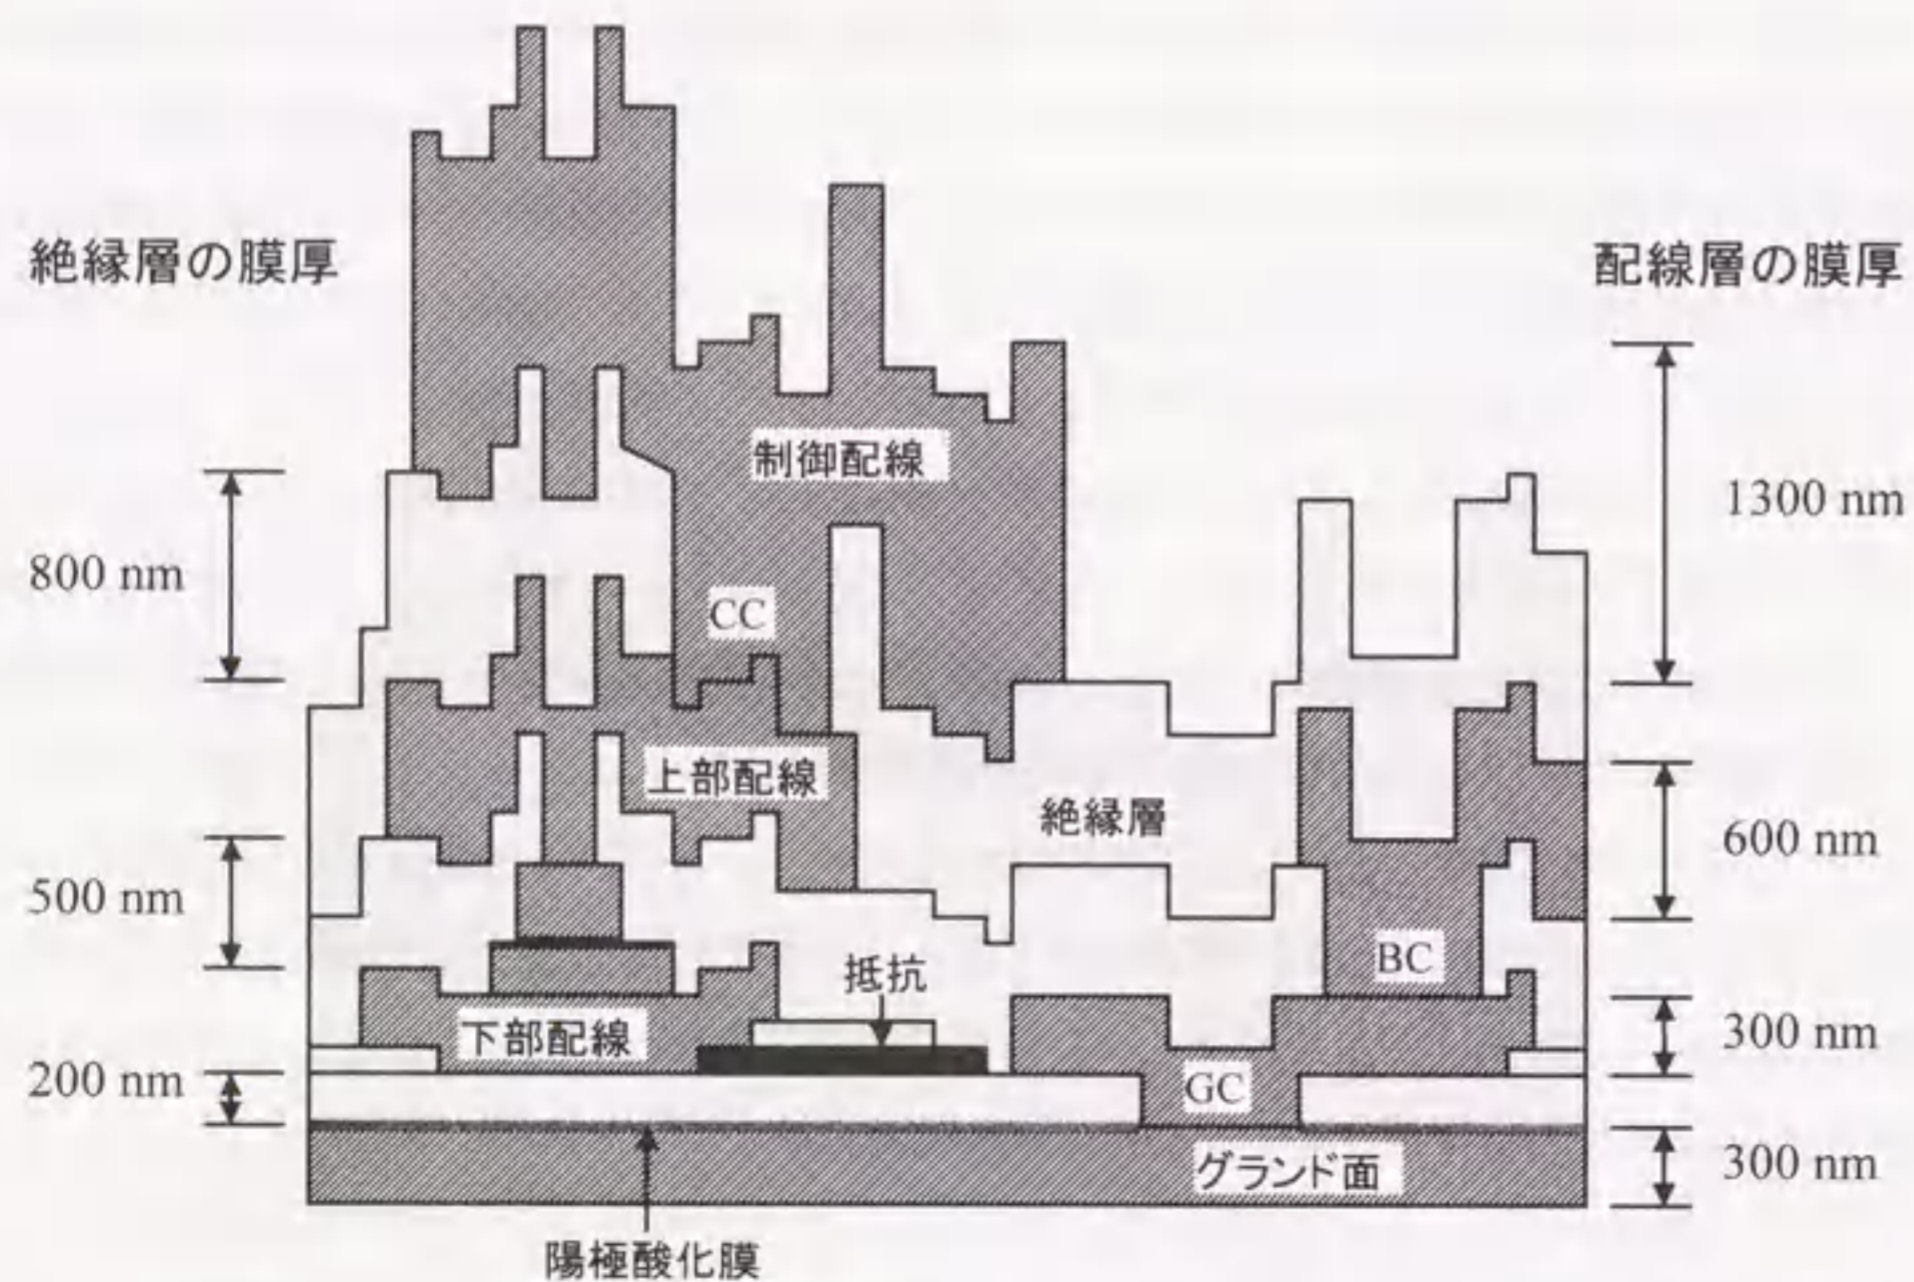 絶縁層の膜厚
配線層の膜厚
制御配線
1300 nm
800 nm
CC
上部配線
絶縁層
600 nm
500 nm
BC
抵抗
下部配線
300 nm
200 nm
GC
グランド面
300 nm
陽極酸化膜